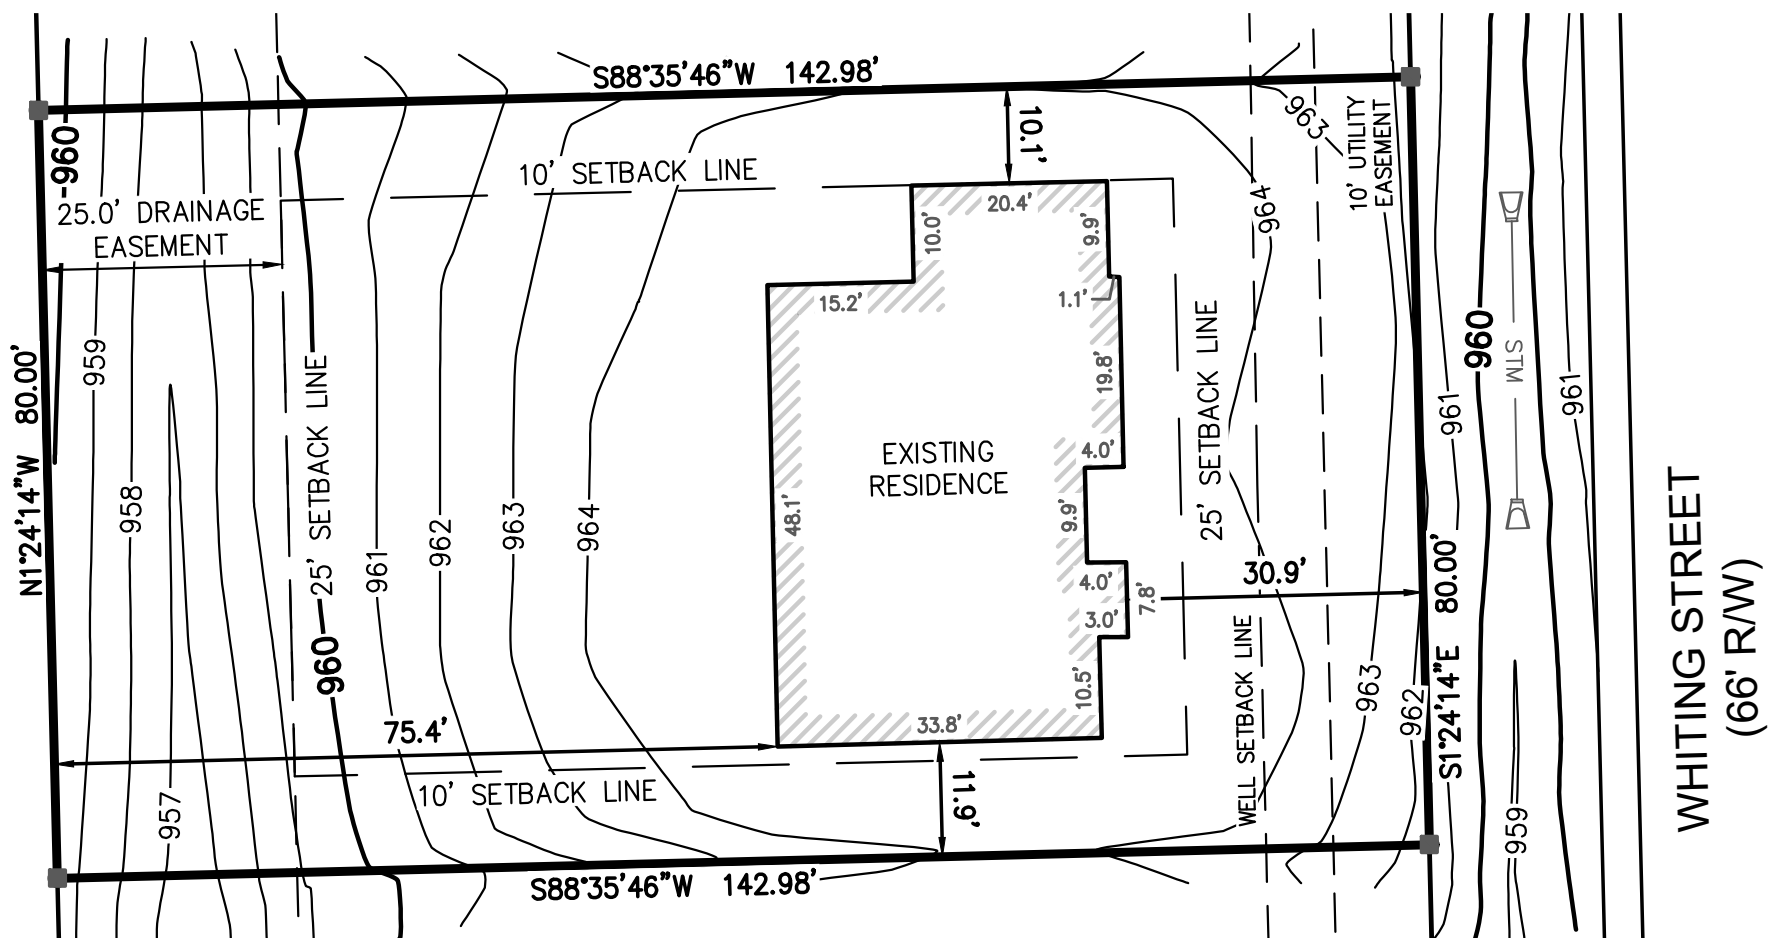 S88°35'46"W 142.98'
960
963
10' UTILITY
EASEMENT
10.1'
10' SETBACK LINE
25.0' DRAINAGE
EASEMENT
20.4'
10.0'
9.9'
964
15.2'
1.1'
959
N1°24'14"W 80.00'
25' SETBACK LINE
19.8'
25' SETBACK LINE
960
STM
961
961
4.0'
EXISTING
RESIDENCE
958
48.1'
9.9'
961
962
963
964
4.0'
7.8'
3.0'
30.9'
S1°24'14"E 80.00'
WHITING STREET
(66' R/W)
960
10.5'
WELL SETBACK LINE
963
962
75.4'
33.8'
957
10' SETBACK LINE
11.9'
959
S88°35'46"W 142.98'